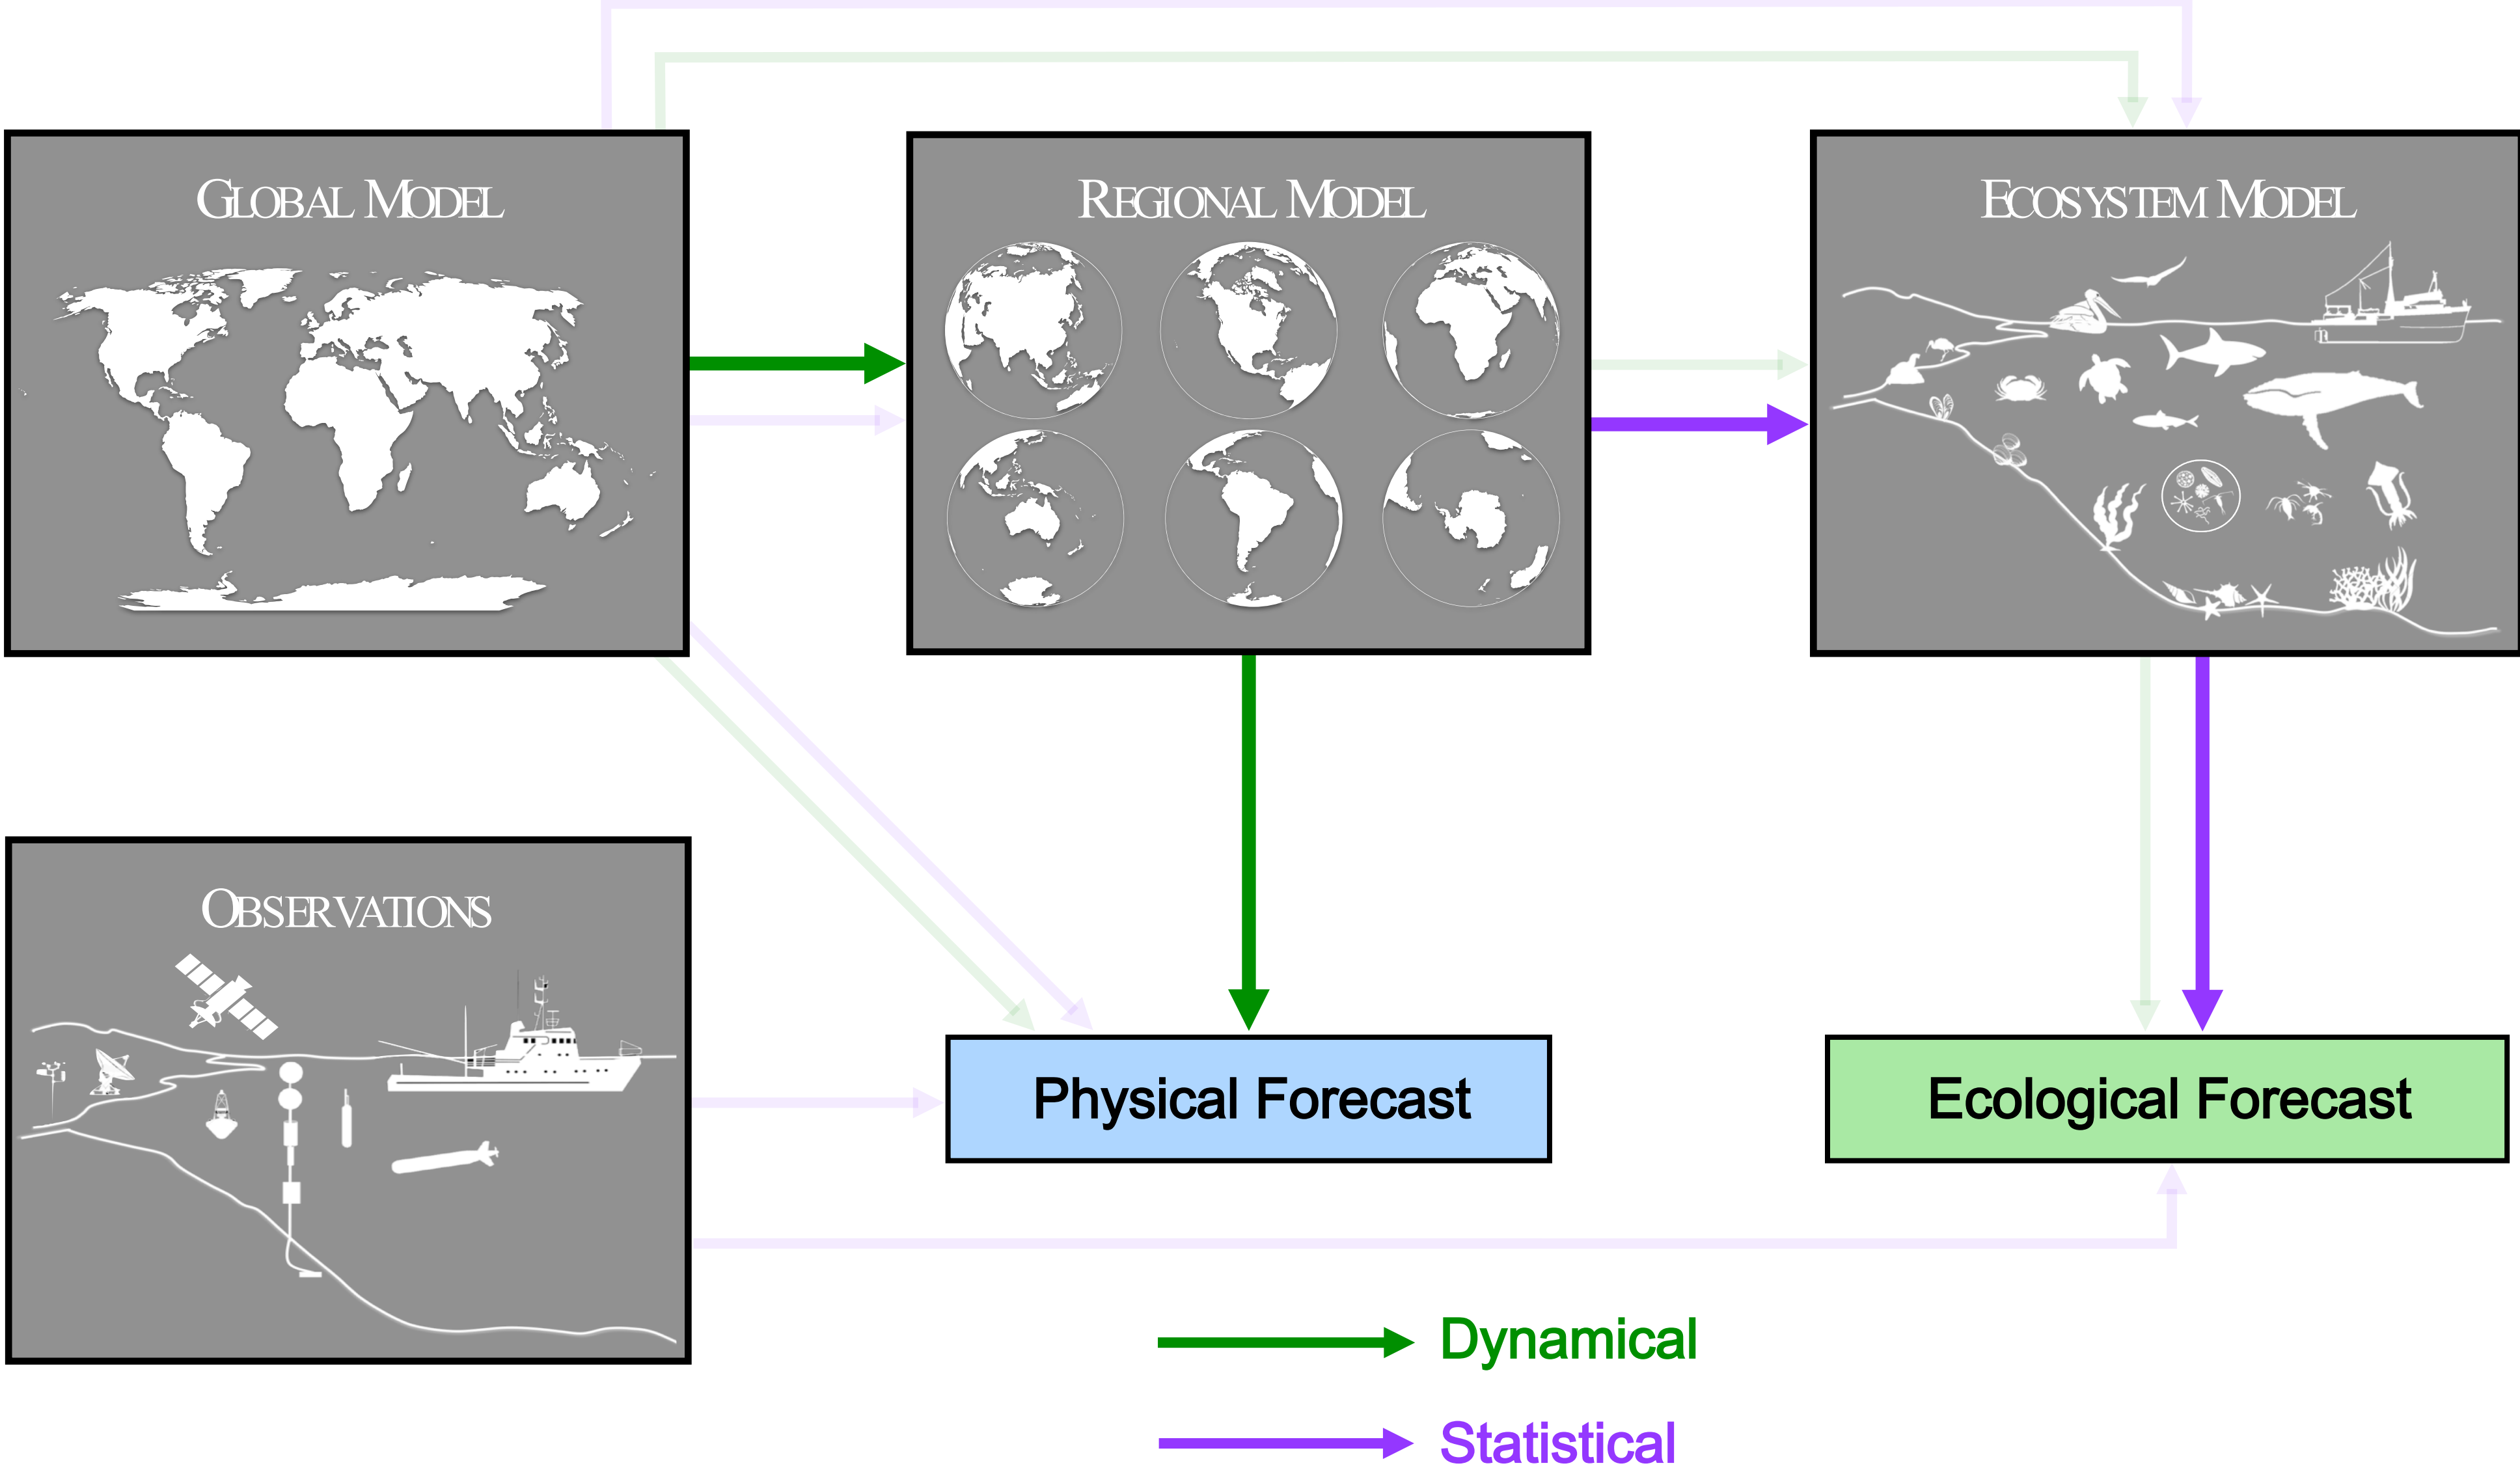 GLOBAL MODEL
REGIONAL MODEL
ECOSYSTEM MODEL
OBSERVATIONS
Physical Forecast
Ecological Forecast
Dynamical
Statistical